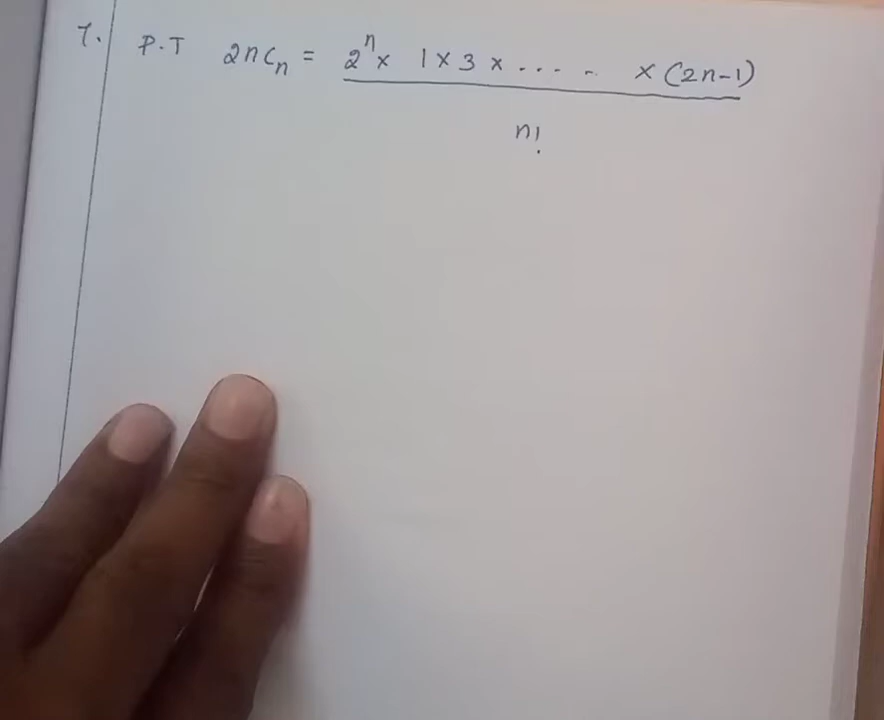 7. P.T 2nCn = 2^n × 1 × 3 × ..... × (2n-1)
n!